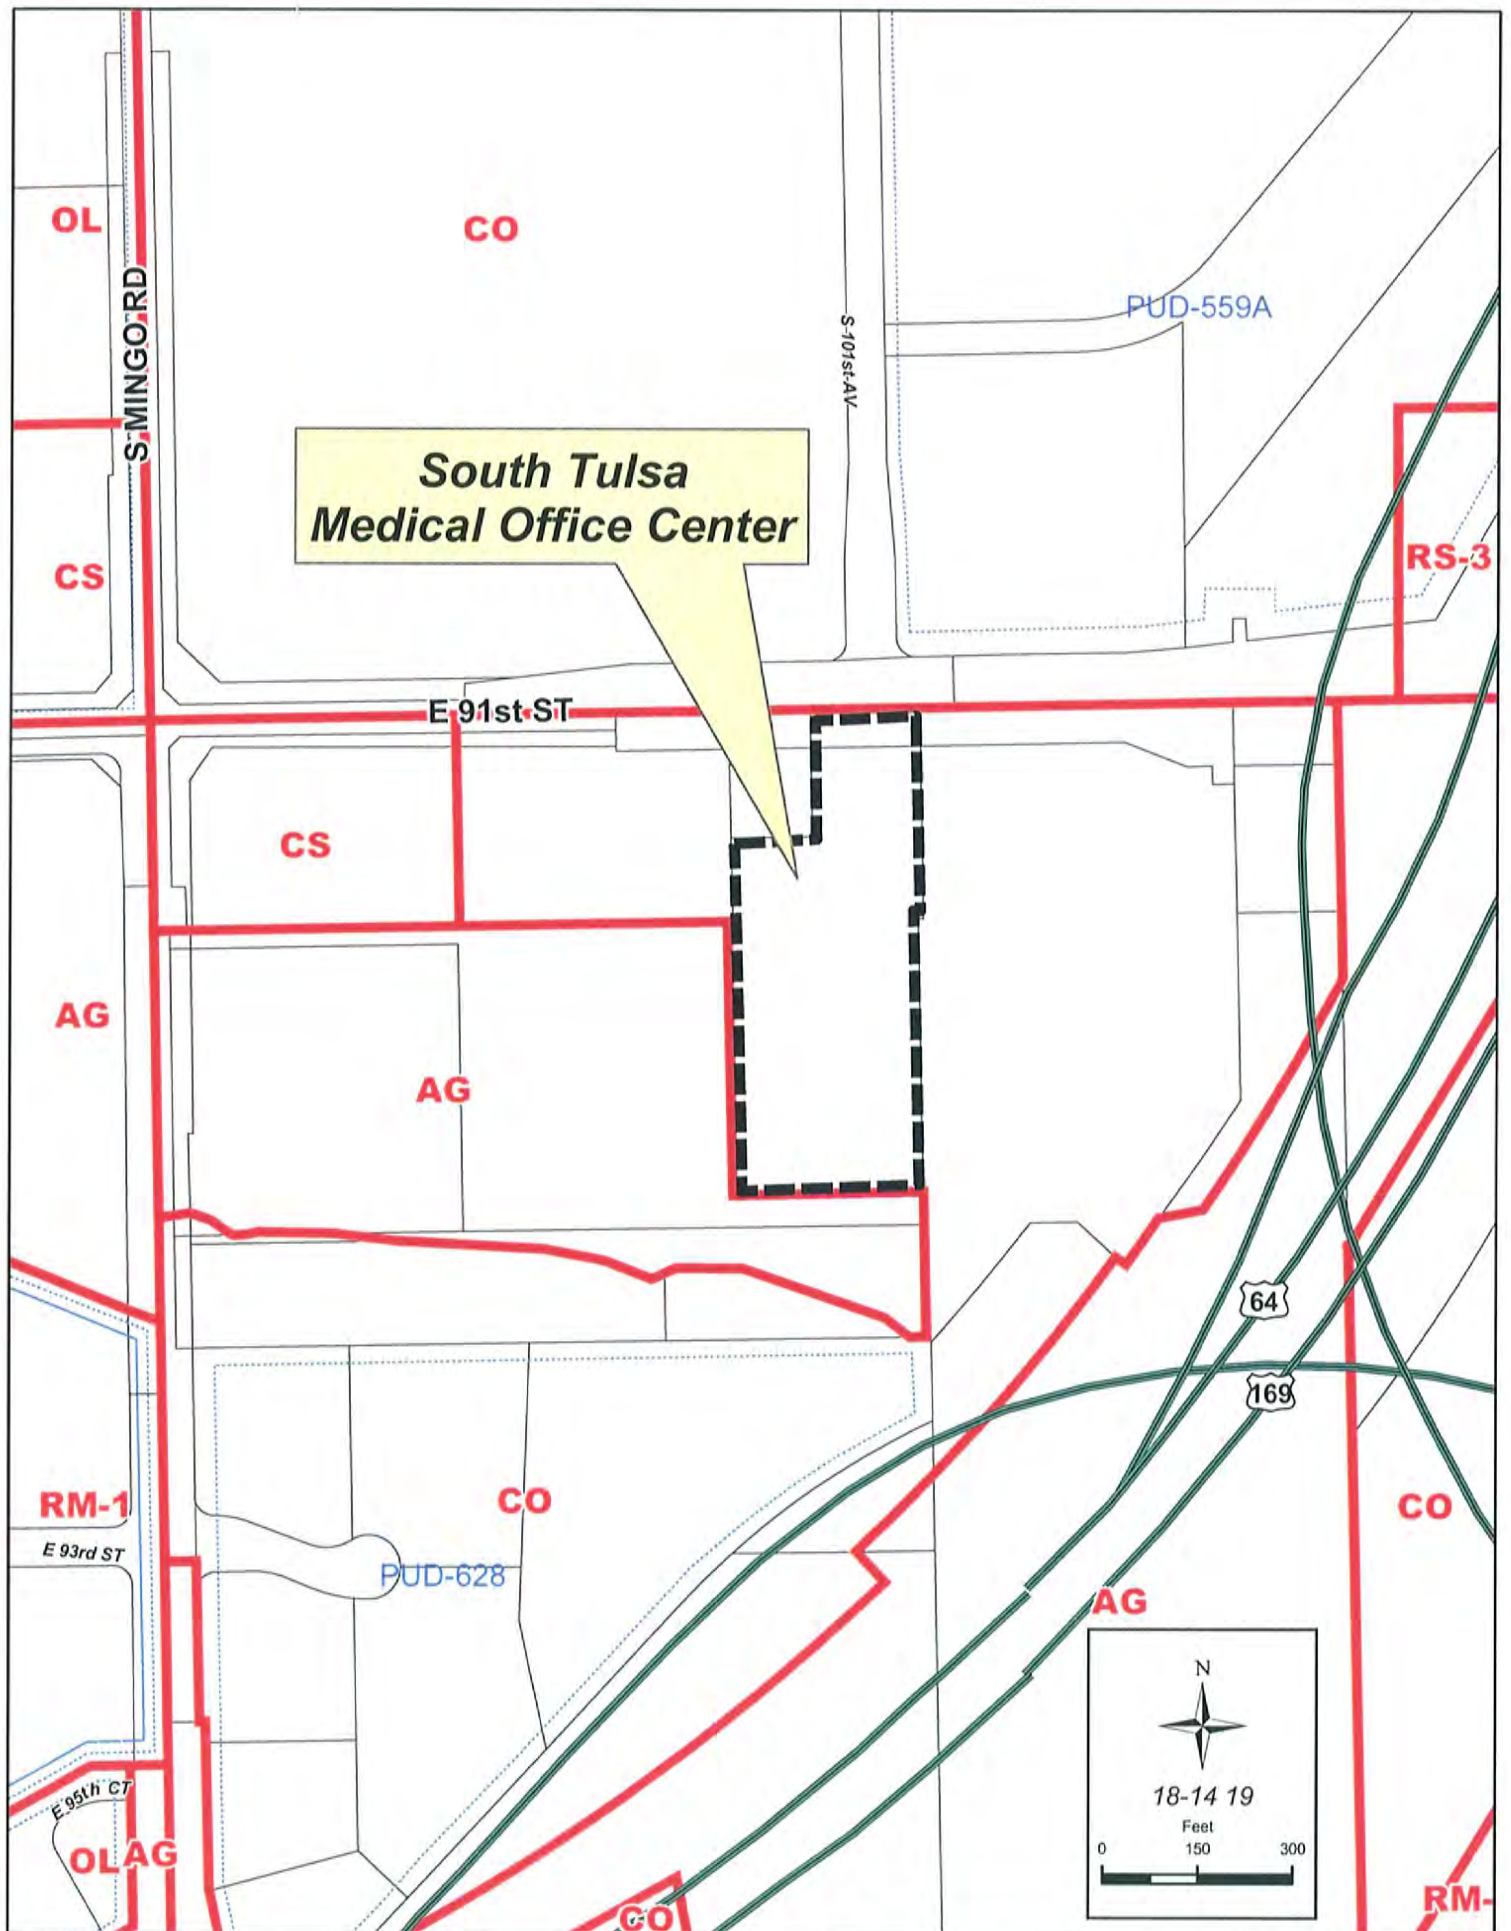 OL
CO
S MINGO RD
PUD-559A
S 101st AV
South Tulsa
Medical Office Center
CS
RS-3
E 91st ST
CS
AG
AG
64
169
RM-1
CO
CO
E 93rd ST
PUD-628
AG
N
18-14 19
Feet
0 150 300
E 95th CT
OL
AG
CO
RM-